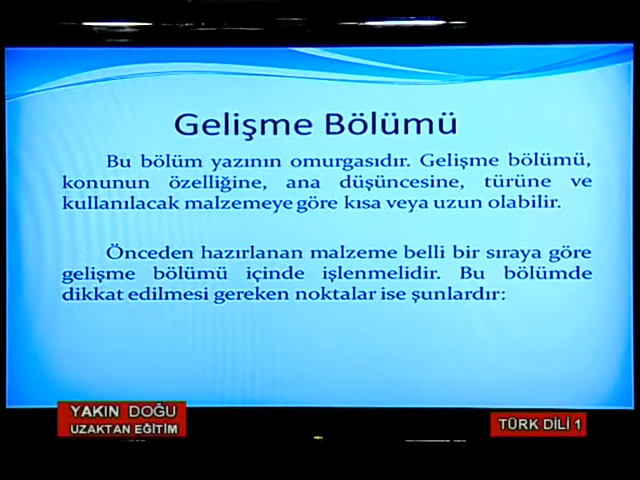 Gelişme Bölümü
Bu bölüm yazının omurgasıdır. Gelişme bölümü,
konunun özelliğine, ana düşüncesine, türüne ve
kullanılacak malzemeye göre kısa veya uzun olabilir.
Önceden hazırlanan malzeme belli bir sıraya göre
gelişme bölümü içinde işlenmelidir. Bu bölümde
dikkat edilmesi gereken noktalar ise şunlardır:
YAKIN DOĞU
UZAKTAN EĞİTİM
TÜRK DİLİ 1